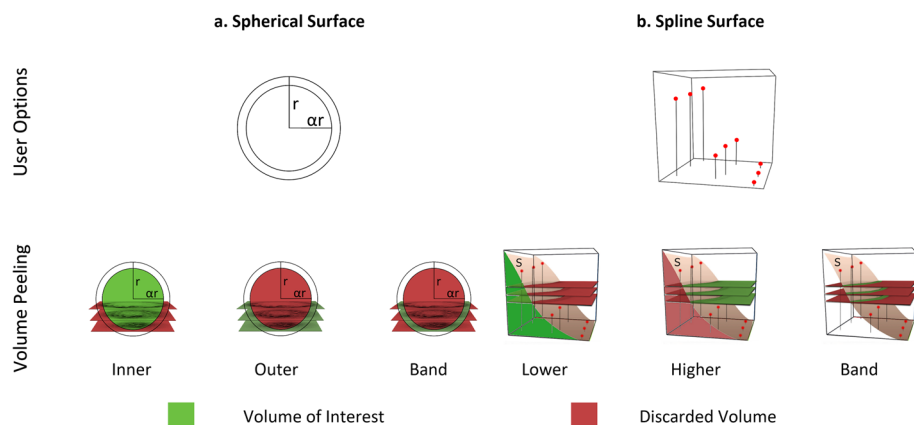 a. Spherical Surface
b. Spline Surface
User Options
r
αr
Volume Peeling
r
αr
r
αr
r
αr
S
S
S
Inner
Outer
Band
Lower
Higher
Band
Volume of Interest
Discarded Volume